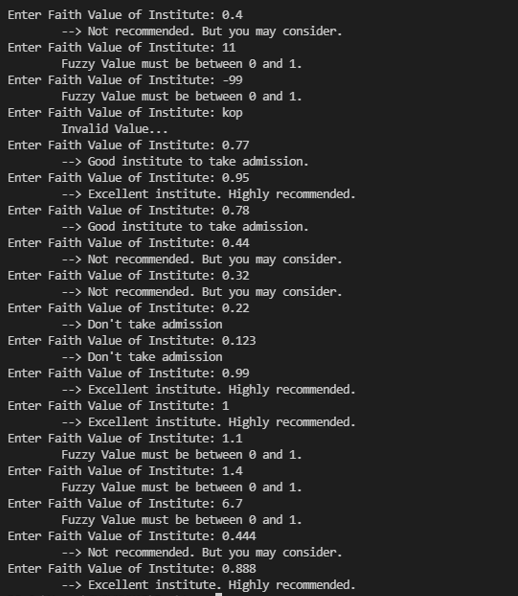 Enter Faith Value of Institute: 0.4
--> Not recommended. But you may consider.
Enter Faith Value of Institute: 11
Fuzzy Value must be between 0 and 1.
Enter Faith Value of Institute: -99
Fuzzy Value must be between 0 and 1.
Enter Faith Value of Institute: kop
Invalid Value...
Enter Faith Value of Institute: 0.77
--> Good institute to take admission.
Enter Faith Value of Institute: 0.95
--> Excellent institute. Highly recommended.
Enter Faith Value of Institute: 0.78
--> Good institute to take admission.
Enter Faith Value of Institute: 0.44
--> Not recommended. But you may consider.
Enter Faith Value of Institute: 0.32
--> Not recommended. But you may consider.
Enter Faith Value of Institute: 0.22
--> Don't take admission
Enter Faith Value of Institute: 0.123
--> Don't take admission
Enter Faith Value of Institute: 0.99
--> Excellent institute. Highly recommended.
Enter Faith Value of Institute: 1
--> Excellent institute. Highly recommended.
Enter Faith Value of Institute: 1.1
Fuzzy Value must be between 0 and 1.
Enter Faith Value of Institute: 1.4
Fuzzy Value must be between 0 and 1.
Enter Faith Value of Institute: 6.7
Fuzzy Value must be between 0 and 1.
Enter Faith Value of Institute: 0.444
--> Not recommended. But you may consider.
Enter Faith Value of Institute: 0.888
--> Excellent institute. Highly recommended.